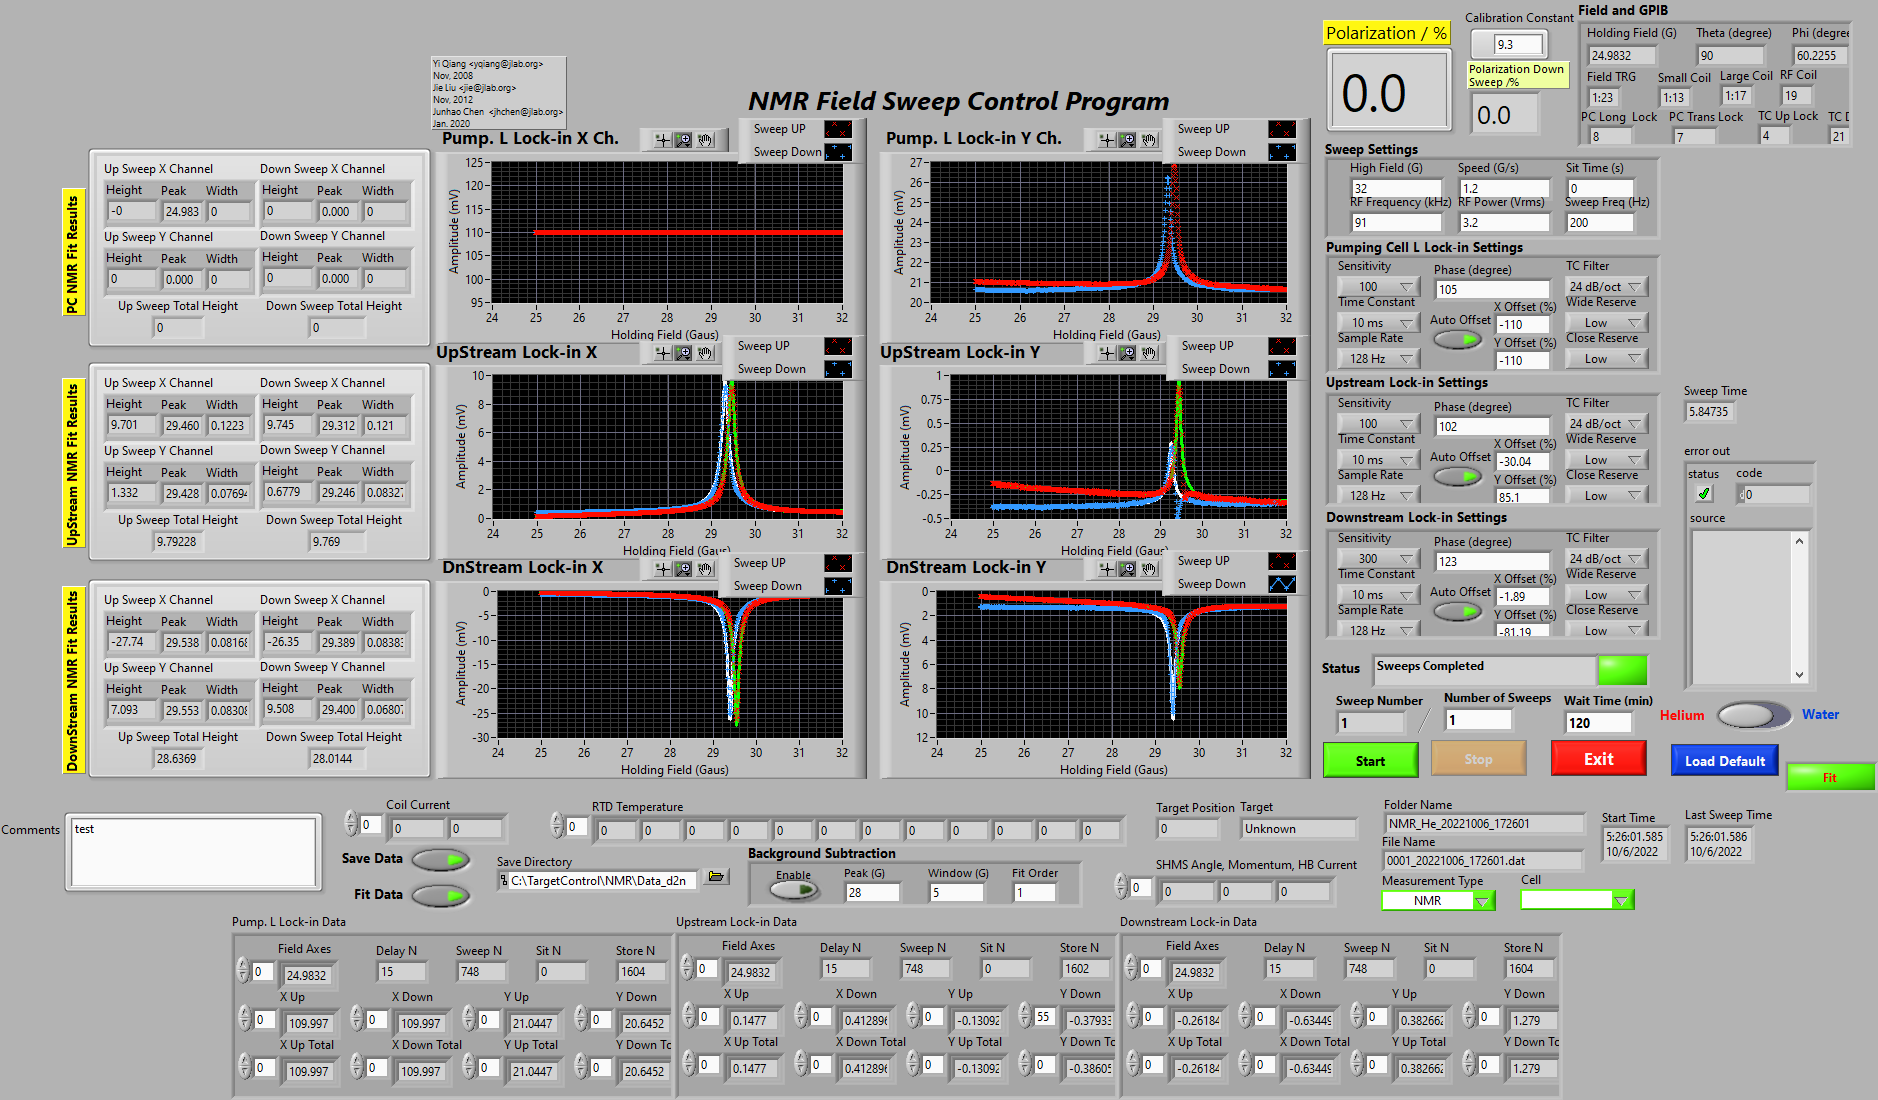 Yi Qiang <yqiang@jlab.org>
Nov, 2008
Jie Liu <jie@jlab.org>
Nov, 2012
Junhao Chen <jhchen@jlab.org>
Jan. 2020
NMR Field Sweep Control Program
Polarization / %
0.0
Calibration Constant
9.3
Polarization Down Sweep /%
0.0
Field and GPIB
Holding Field (G) Theta (degree) Phi (degree
24.9832 90 60.2255
Field TRG Small Coil Large Coil RF Coil
1:23 1:13 1:17 19
PC Long Lock PC Trans Lock TC Up Lock TC D
8 7 4 21
PC NMR Fit Results
Up Sweep X Channel Down Sweep X Channel
Height Peak Width Height Peak Width
-0 24.983 0 0 0.000 0
Up Sweep Y Channel Down Sweep Y Channel
Height Peak Width Height Peak Width
0 0.000 0 0 0.000 0
Up Sweep Total Height Down Sweep Total Height
0 0
UpStream NMR Fit Results
Up Sweep X Channel Down Sweep X Channel
Height Peak Width Height Peak Width
9.701 29.460 0.1223 9.745 29.312 0.121
Up Sweep Y Channel Down Sweep Y Channel
Height Peak Width Height Peak Width
1.332 29.428 0.07694 0.6779 29.246 0.08327
Up Sweep Total Height Down Sweep Total Height
9.79228 9.769
DownStream NMR Fit Results
Up Sweep X Channel Down Sweep X Channel
Height Peak Width Height Peak Width
-27.74 29.538 0.08168 -26.35 29.389 0.08383
Up Sweep Y Channel Down Sweep Y Channel
Height Peak Width Height Peak Width
7.093 29.553 0.08308 9.508 29.400 0.06807
Up Sweep Total Height Down Sweep Total Height
28.6369 28.0144
Pump. L Lock-in X Ch.
Sweep UP
Sweep Down
Amplitude (mV)
125
120
115
110
105
100
95
24 25 26 27 28 29 30 31 32
Holding Field (Gaus)
Pump. L Lock-in Y Ch.
Sweep UP
Sweep Down
Amplitude (mV)
27
26
25
24
23
22
21
20
24 25 26 27 28 29 30 31 32
Holding Field (Gaus)
UpStream Lock-in X
Sweep UP
Sweep Down
Amplitude (mV)
10
8
6
4
2
0
24 25 26 27 28 29 30 31 32
Holding Field (Gaus)
UpStream Lock-in Y
Sweep UP
Sweep Down
Amplitude (mV)
1
0.75
0.5
0.25
0
-0.25
-0.5
24 25 26 27 28 29 30 31 32
Holding Field (Gaus)
DnStream Lock-in X
Sweep UP
Sweep Down
Amplitude (mV)
0
-5
-10
-15
-20
-25
-30
24 25 26 27 28 29 30 31 32
Holding Field (Gaus)
DnStream Lock-in Y
Sweep UP
Sweep Down
Amplitude (mV)
0
2
4
6
8
10
12
24 25 26 27 28 29 30 31 32
Holding Field (Gaus)
Sweep Settings
High Field (G) Speed (G/s) Sit Time (s)
32 1.2 0
RF Frequency (kHz) RF Power (Vrms) Sweep Freq (Hz)
91 3.2 200
Pumping Cell L Lock-in Settings
Sensitivity Phase (degree) TC Filter
100 105 24 dB/oct
Time Constant X Offset (%) Wide Reserve
10 ms Auto Offset -110 Low
Sample Rate Y Offset (%) Close Reserve
128 Hz -110 Low
Upstream Lock-in Settings
Sensitivity Phase (degree) TC Filter
100 102 24 dB/oct
Time Constant X Offset (%) Wide Reserve
10 ms Auto Offset -30.04 Low
Sample Rate Y Offset (%) Close Reserve
128 Hz 85.1 Low
Downstream Lock-in Settings
Sensitivity Phase (degree) TC Filter
300 123 24 dB/oct
Time Constant X Offset (%) Wide Reserve
10 ms Auto Offset -1.89 Low
Sample Rate Y Offset (%) Close Reserve
128 Hz -81.19 Low
Sweep Time
5.84735
error out
status code
0
source
Status Sweeps Completed
Sweep Number Number of Sweeps Wait Time (min)
1 / 1 120
Helium Water
Start Stop Exit Load Default Fit
Comments test
Coil Current
0 0 0
Save Data
Fit Data
RTD Temperature
0 0 0 0 0 0 0 0 0 0 0 0 0
Save Directory
C:\TargetControl\NMR\Data_d2n
Background Subtraction
Enable Peak (G) Window (G) Fit Order
28 5 1
Target Position Target
0 Unknown
SHMS Angle, Momentum, HB Current
0 0 0 0
Folder Name
NMR_He_20221006_172601
File Name
0001_20221006_172601.dat
Measurement Type Cell
NMR
Start Time
5:26:01.585
10/6/2022
Last Sweep Time
5:26:01.586
10/6/2022
Pump. L Lock-in Data
Field Axes Delay N Sweep N Sit N Store N
0 24.9832 15 748 0 1604
X Up X Down Y Up Y Down
0 109.997 0 109.997 0 21.0447 0 20.6452
X Up Total X Down Total Y Up Total Y Down To
0 109.997 0 109.997 0 21.0447 0 20.6452
Upstream Lock-in Data
Field Axes Delay N Sweep N Sit N Store N
0 24.9832 15 748 0 1602
X Up X Down Y Up Y Down
0 0.1477 0 0.412896 0 -0.13092 55 -0.37933
X Up Total X Down Total Y Up Total Y Down To
0 0.1477 0 0.412896 0 -0.13092 0 -0.38605
Downstream Lock-in Data
Field Axes Delay N Sweep N Sit N Store N
0 24.9832 15 748 0 1604
X Up X Down Y Up Y Down
0 -0.26184 0 -0.63449 0 0.382662 0 1.279
X Up Total X Down Total Y Up Total Y Down To
0 -0.26184 0 -0.63449 0 0.382662 0 1.279